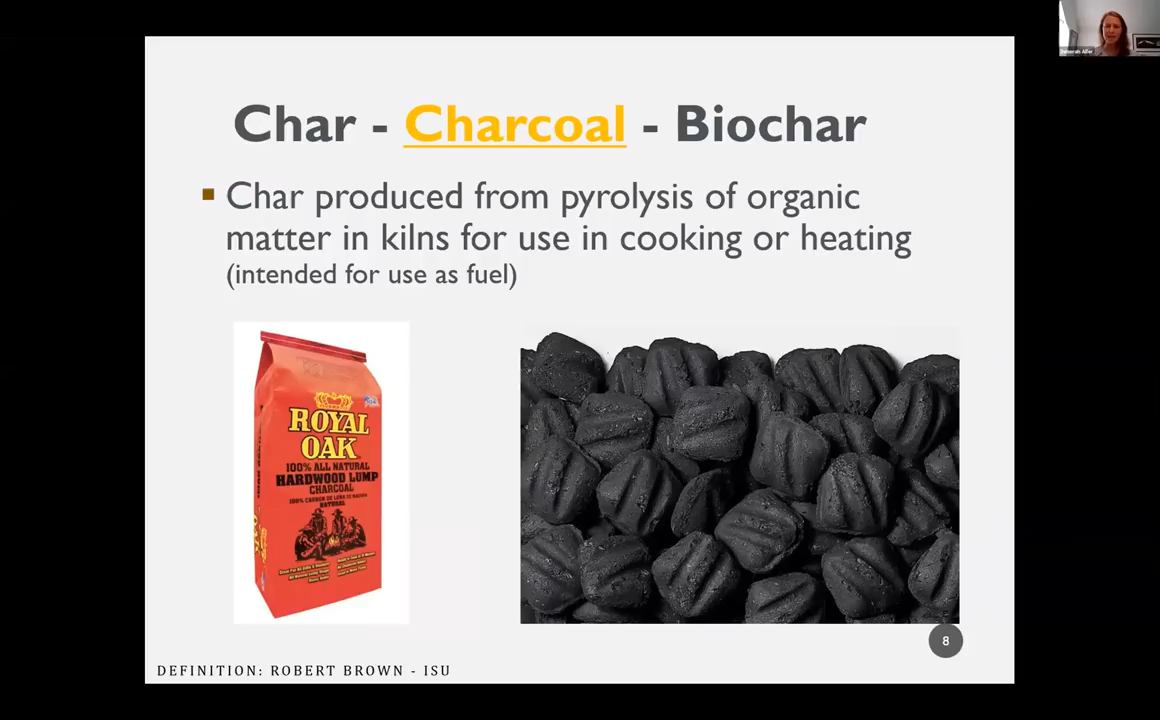 Char - Charcoal - Biochar
Char produced from pyrolysis of organic
matter in kilns for use in cooking or heating
(intended for use as fuel)
ROYAL
OAK
100% ALL NATURAL
HARDWOOD LUMP
CHARCOAL
NATURAL
8
DEFINITION: ROBERT BROWN - ISU